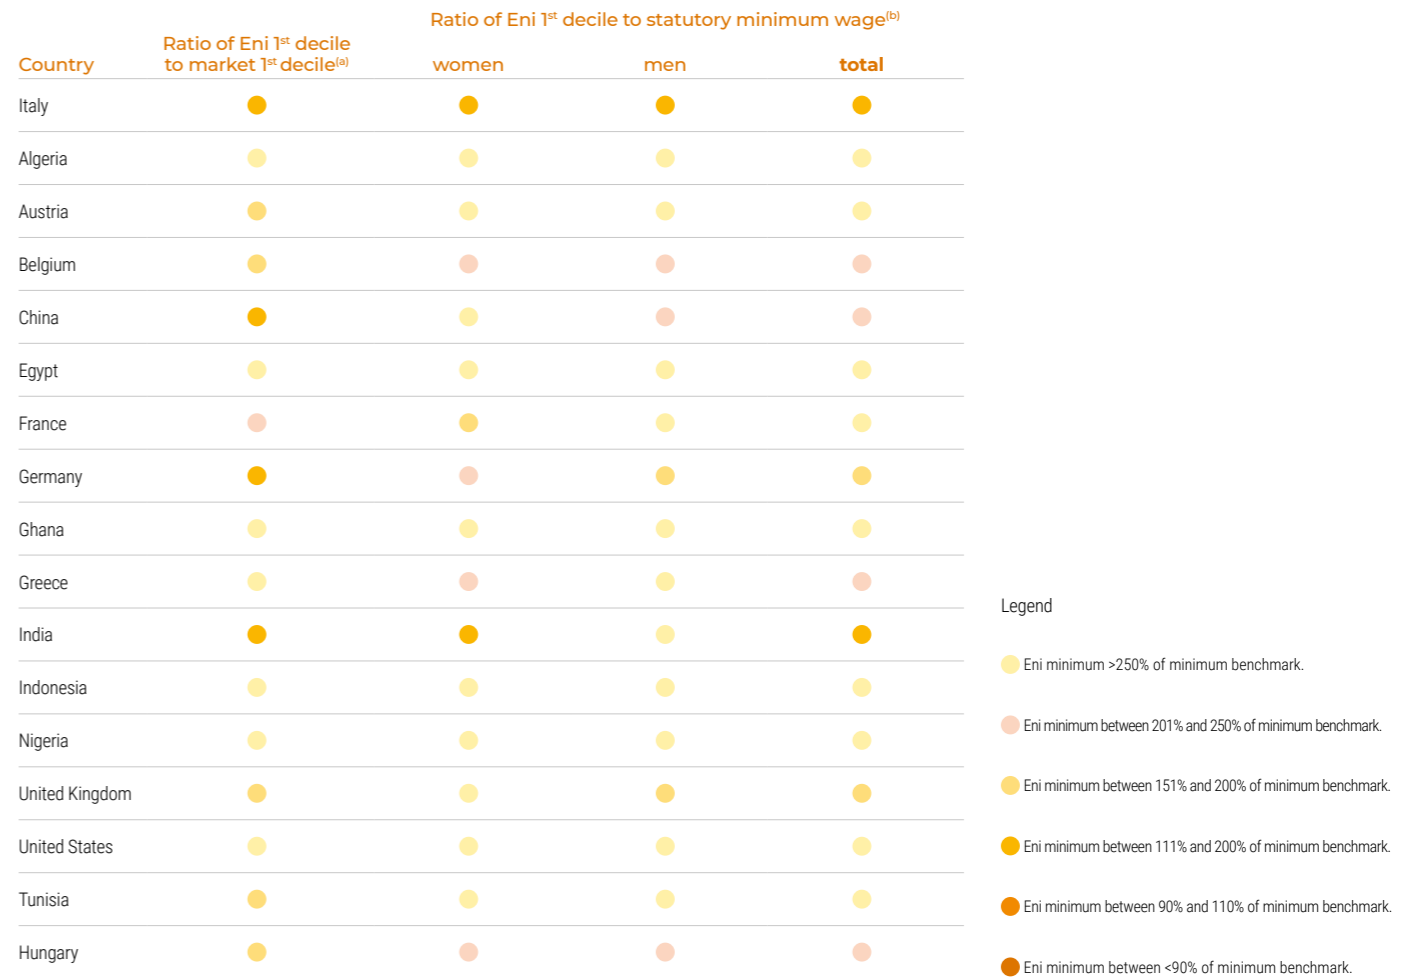 Ratio of Eni 1st decile to statutory minimum wage(b)
Ratio of Eni 1st decile
to market 1st decile(a)
Country
women
men
total
Italy
Algeria
Austria
Belgium
China
Egypt
France
Germany
Ghana
Greece
India
Indonesia
Nigeria
United Kingdom
United States
Tunisia
Hungary
Legend
Eni minimum >250% of minimum benchmark.
Eni minimum between 201% and 250% of minimum benchmark.
Eni minimum between 151% and 200% of minimum benchmark.
Eni minimum between 111% and 200% of minimum benchmark.
Eni minimum between 90% and 110% of minimum benchmark.
Eni minimum between <90% of minimum benchmark.